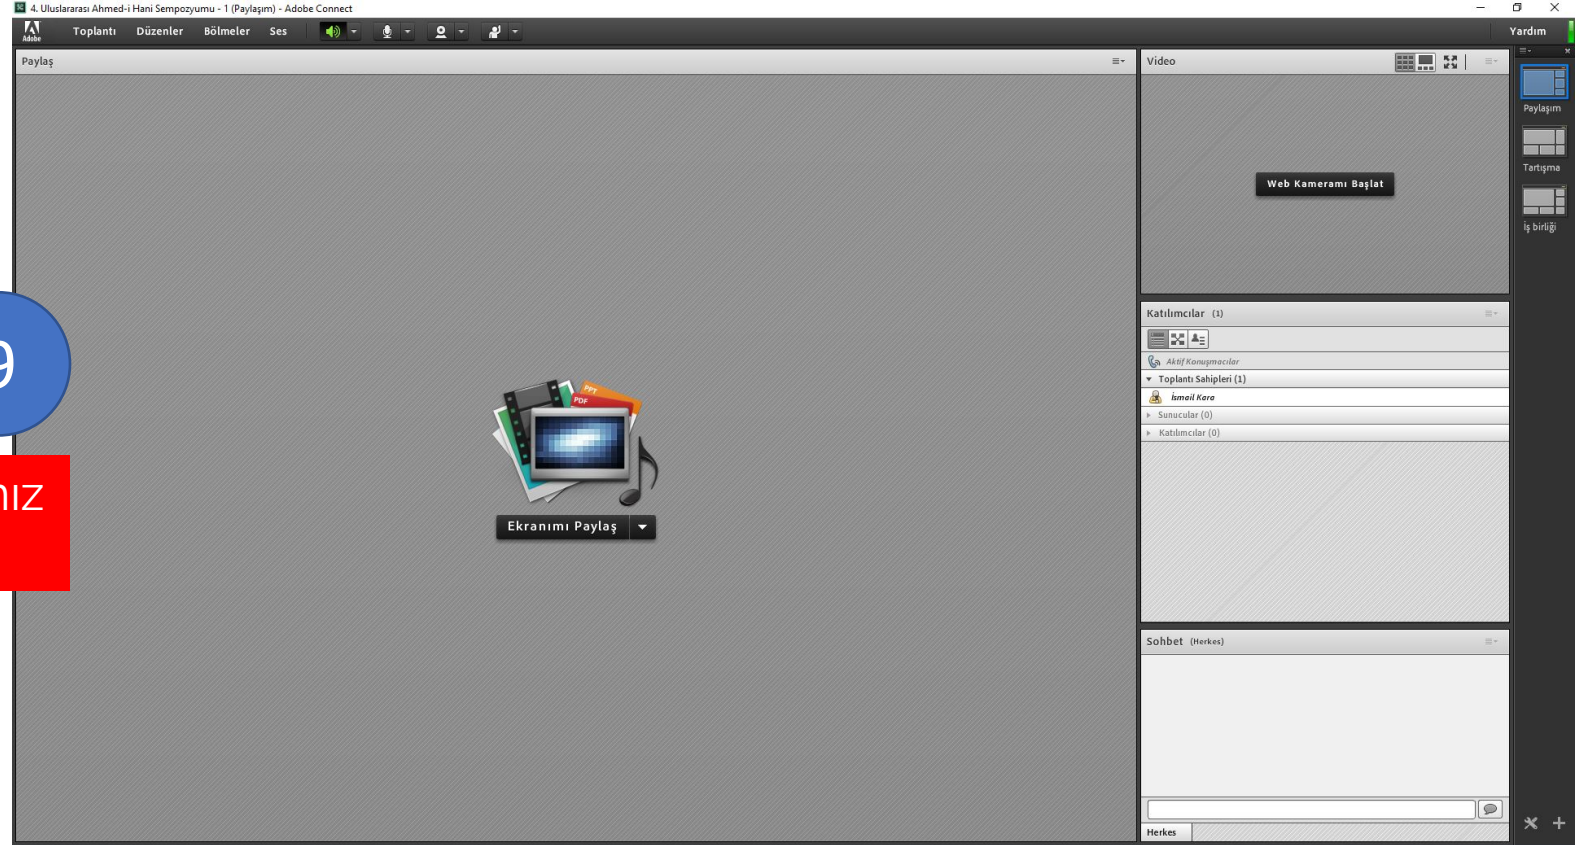 4. Uluslararası Ahmed-i Hani Sempozyumu - 1 (Paylaşım) - Adobe Connect
Adobe
Toplantı Düzenler Bölmeler Ses
Yardım
Paylaş
Video
Paylaşım
Tartışma
İş birliği
Web Kameramı Başlat
Katılımcılar (1)
Aktif Konuşmacılar
Toplantı Sahipleri (1)
İsmail Kara
Sunucular (0)
Katılımcılar (0)
9
PPT
PDF
Ekranımı Paylaş
Sohbet (Herkes)
Herkes